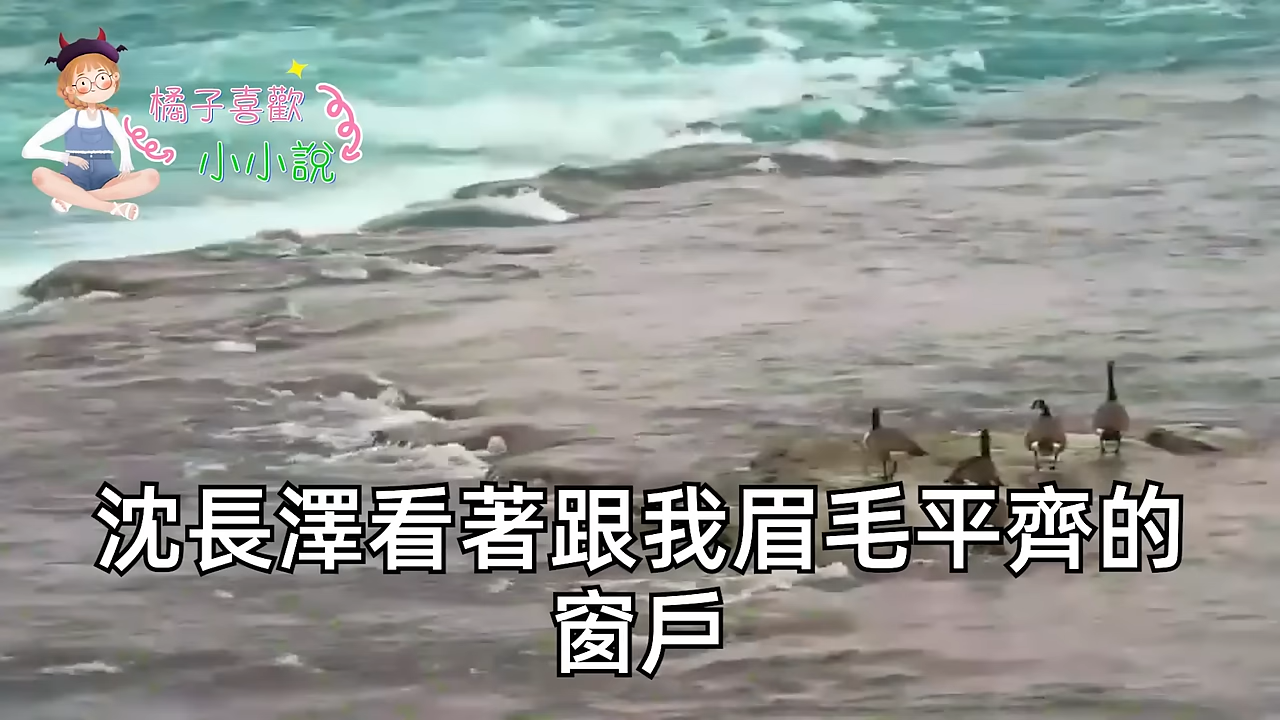 橘子喜歡
小小說
沈長澤看著跟我眉毛平齊的
窗戶